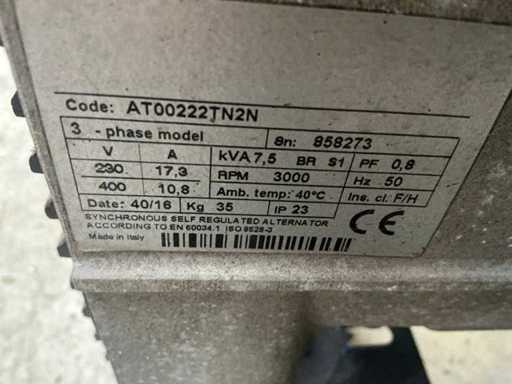 Code: AT00222TN2N
3 - phase model Sn: 858273
V A kVA 7,5 BR S1 PF 0,8
230 17,3 RPM 3000 Hz 50
400 10,8 Amb. temp: 40°C Ins. cl. F/H
Date: 40/16 Kg 35 IP 23
SYNCHRONOUS SELF REGULATED ALTERNATOR
ACCORDING TO EN 60034.1 ISO 8528-3
Made in Italy CE